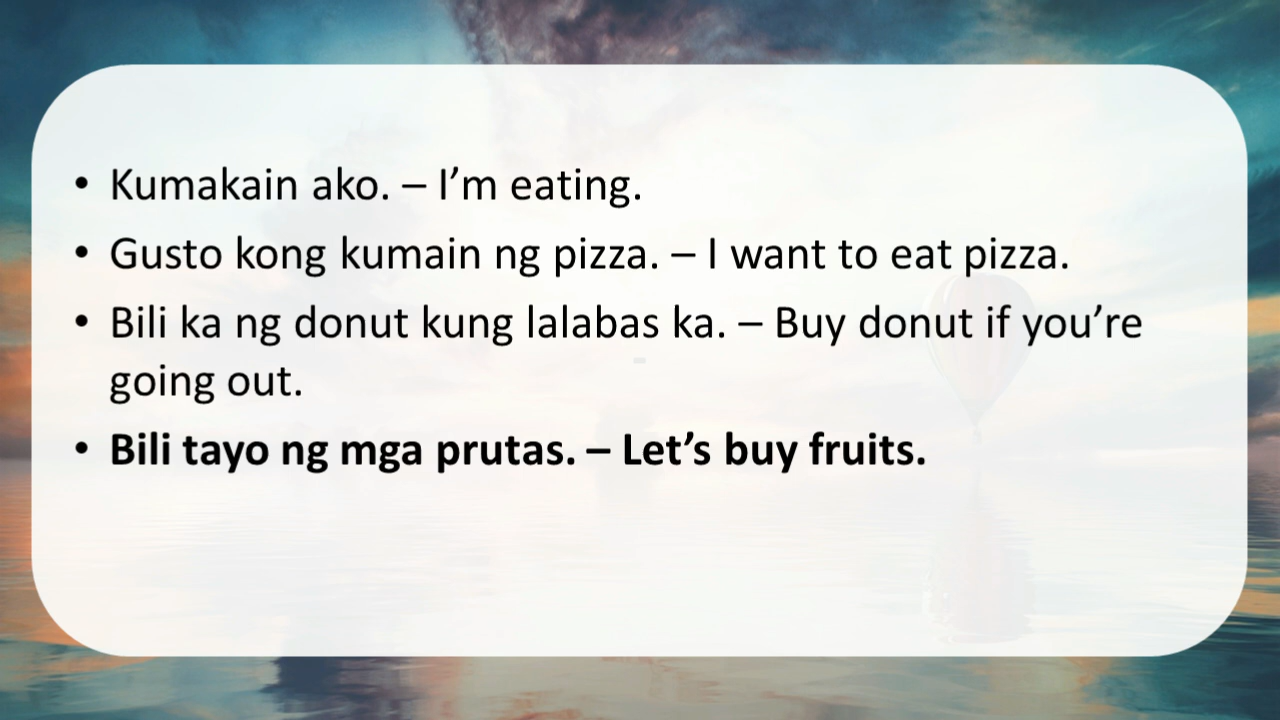 • Kumakain ako. – I’m eating.
• Gusto kong kumain ng pizza. – I want to eat pizza.
• Bili ka ng donut kung lalabas ka. – Buy donut if you’re
going out.
• Bili tayo ng mga prutas. – Let’s buy fruits.